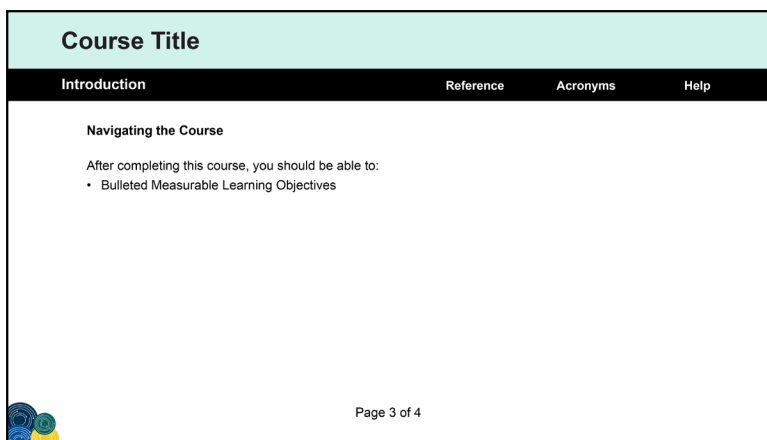 Course Title
Introduction Reference Acronyms Help
Navigating the Course
After completing this course, you should be able to:
• Bulleted Measurable Learning Objectives
Page 3 of 4